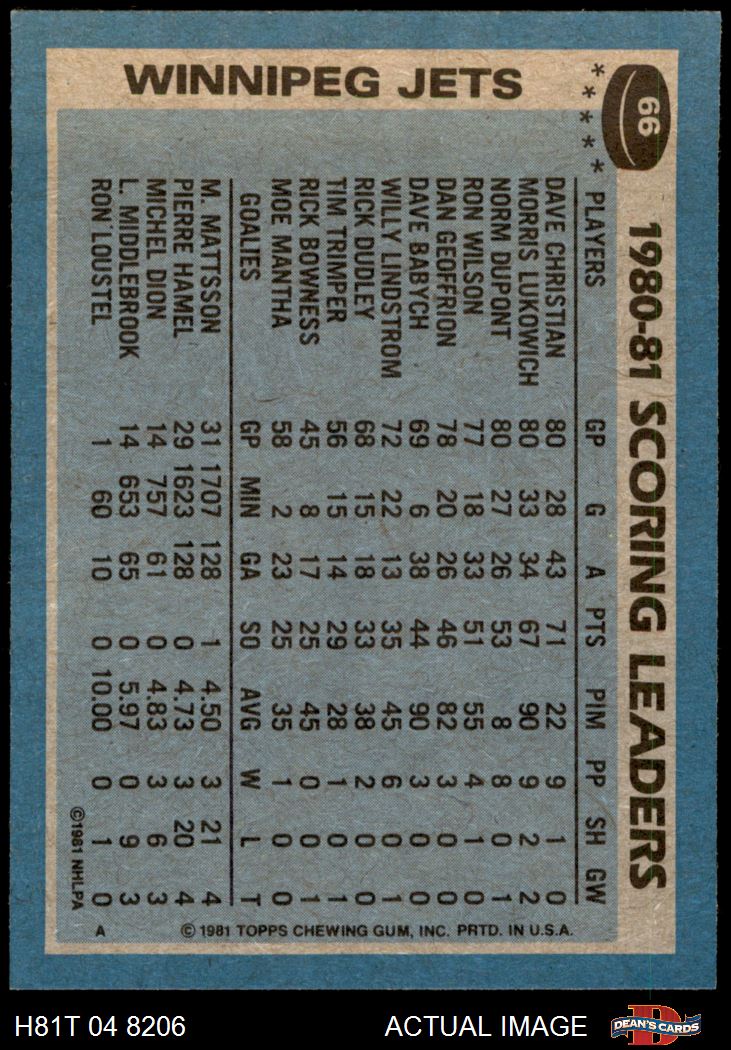 WINNIPEG JETS
66
1980-81 SCORING LEADERS
PLAYERS GP G A PTS PIM PP SH GW
DAVE CHRISTIAN 80 28 43 71 22 9 1 0
MORRIS LUKOWICH 80 33 34 67 90 9 2 2
NORM DUPONT 80 27 26 53 8 8 0 1
RON WILSON 77 18 33 51 55 4 1 0
DAN GEOFFRION 78 20 26 46 82 3 0 0
DAVE BABYCH 69 6 38 44 90 3 0 0
WILLY LINDSTROM 72 22 13 35 45 6 0 1
RICK DUDLEY 68 15 18 33 38 2 0 0
TIM TRIMPER 56 15 14 29 28 1 0 1
RICK BOWNESS 45 8 17 25 45 0 0 1
MOE MANTHA 58 2 23 25 35 1 0 0
GOALIES GP MIN GA SO AVG W L T
M. MATTSSON 31 1707 128 1 4.50 3 21 4
PIERRE HAMEL 29 1623 128 0 4.73 3 20 4
MICHEL DION 14 757 61 0 4.83 3 6 3
L. MIDDLEBROOK 14 653 65 0 5.97 0 9 3
RON LOUSTEL 1 60 10 0 10.00 0 1 0
©1981 NHLPA
A
© 1981 TOPPS CHEWING GUM, INC. PRTD. IN U.S.A.
H81T 04 8206
ACTUAL IMAGE
DEAN'S CARDS